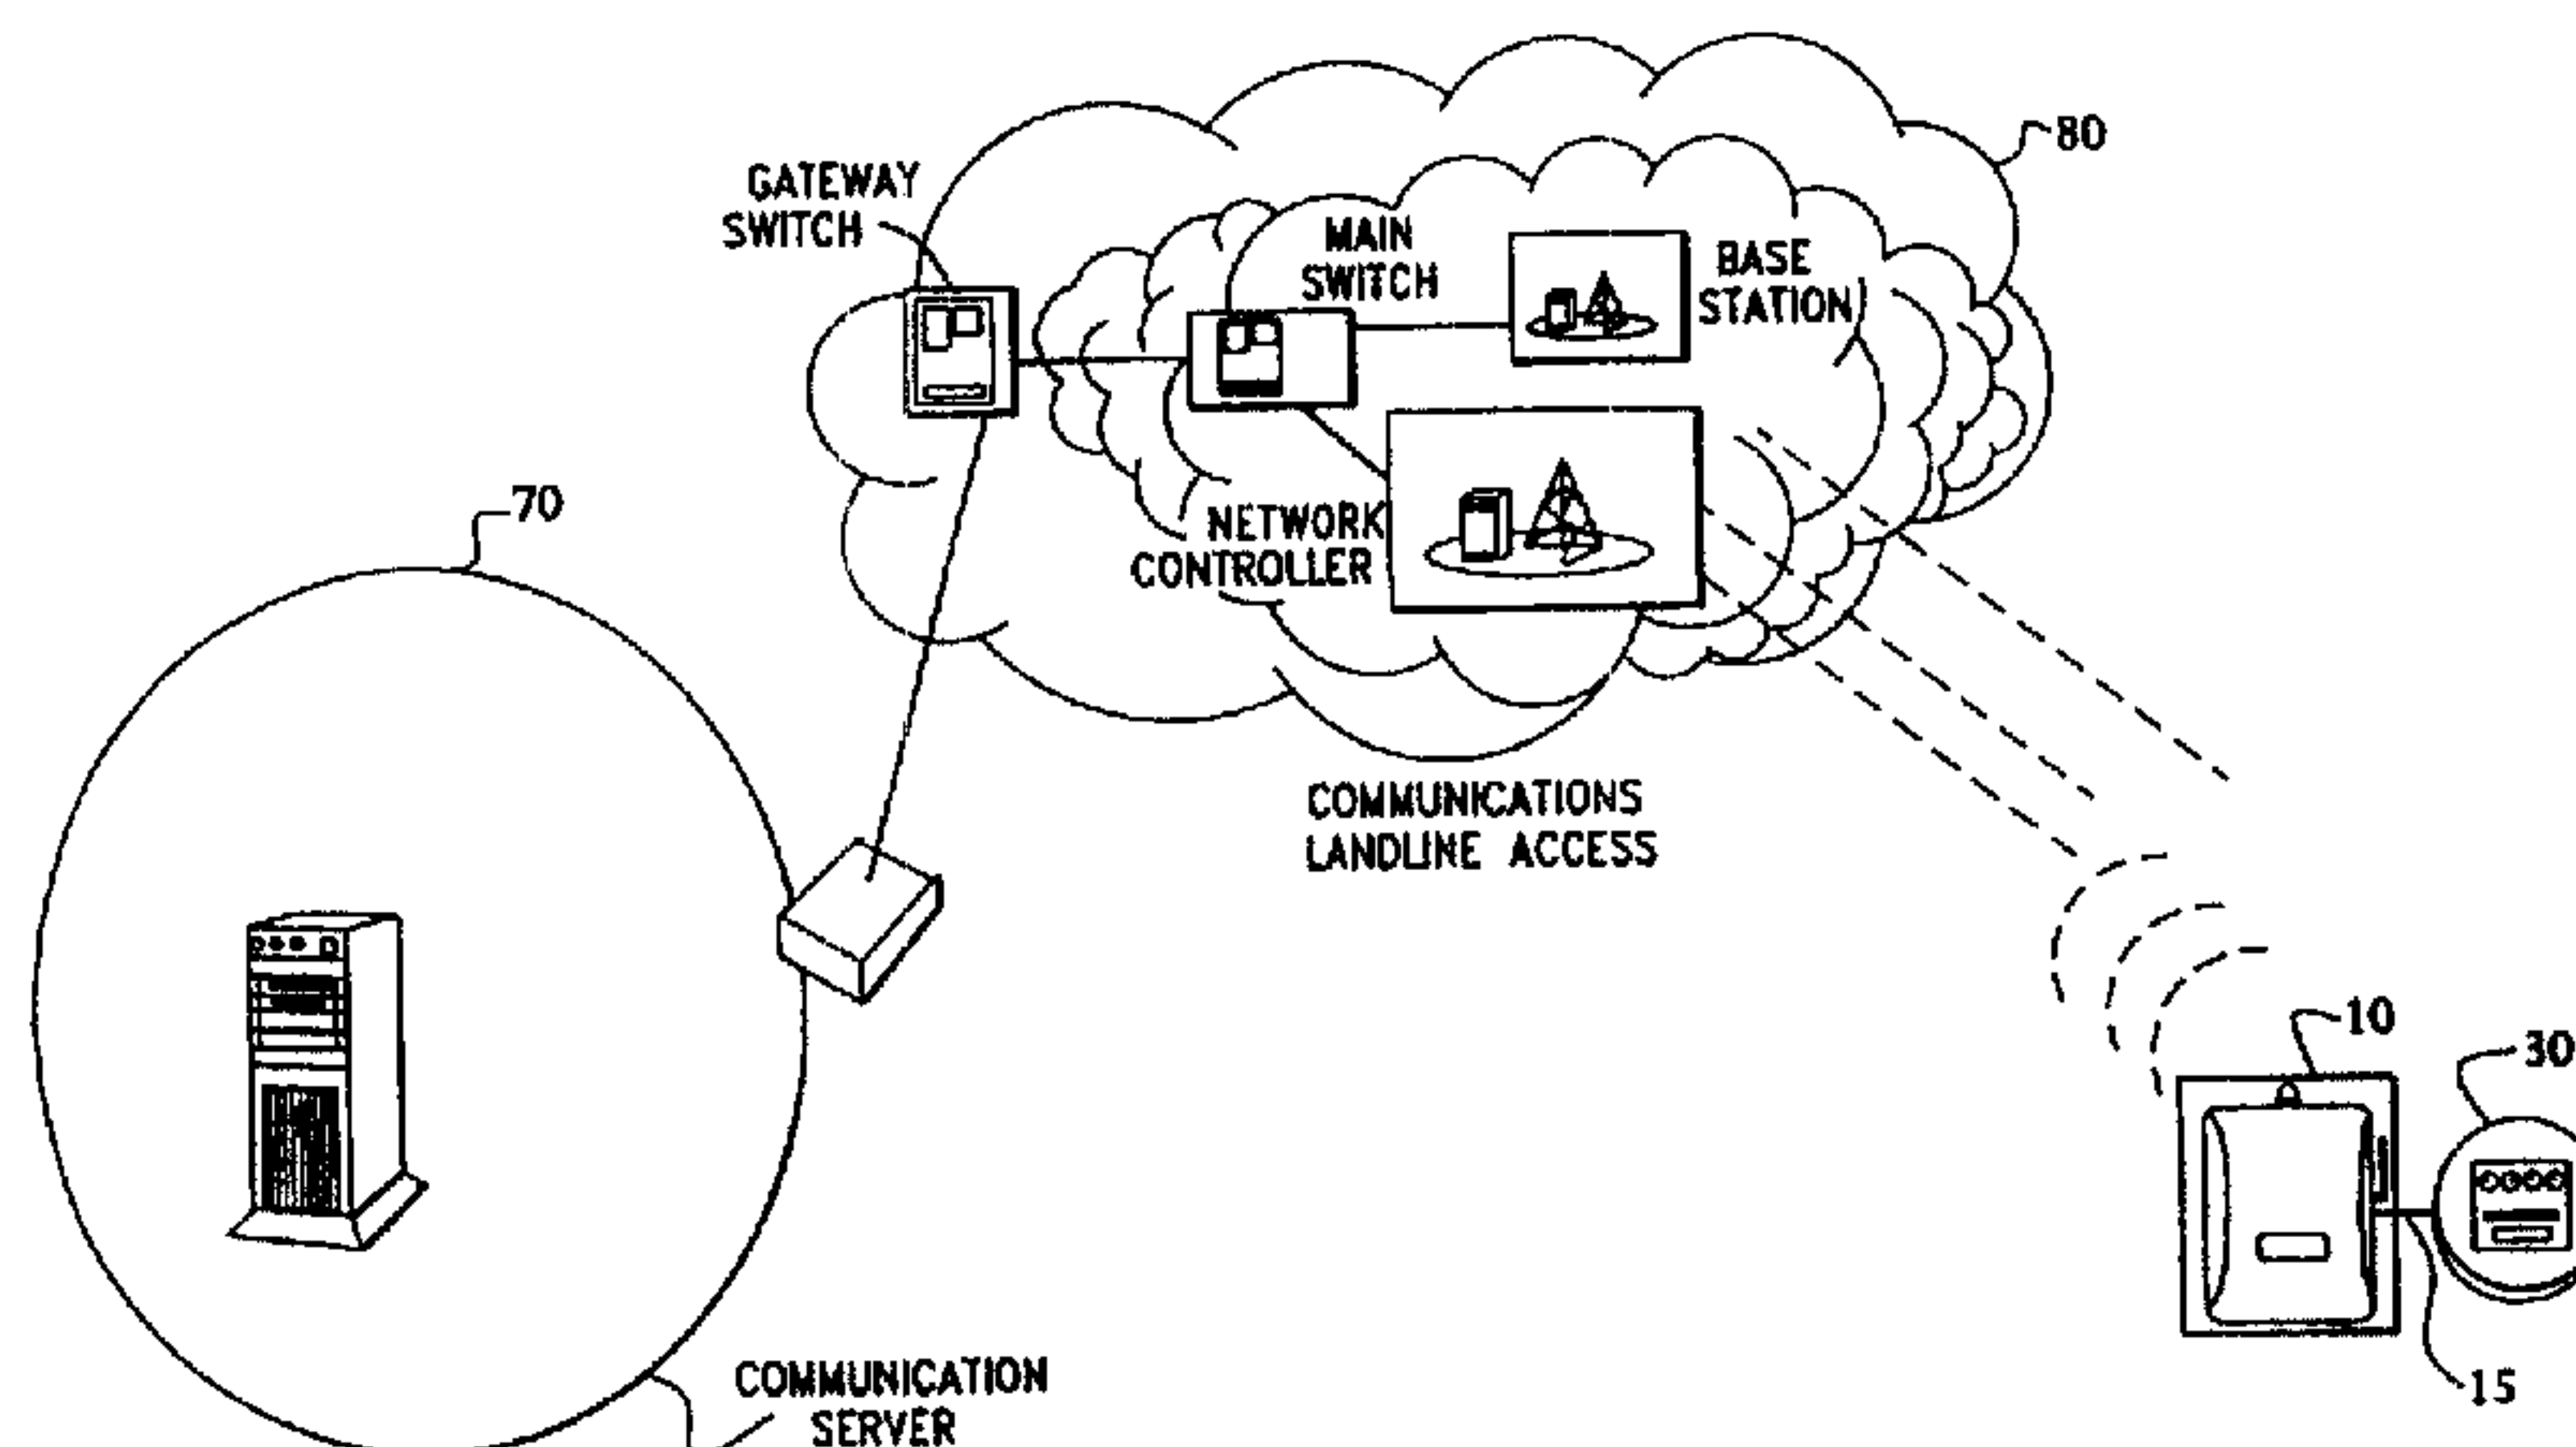 80
GATEWAY
SWITCH
MAIN
SWITCH
BASE
STATION
70
NETWORK
CONTROLLER
COMMUNICATIONS
LANDLINE ACCESS
10
30
15
COMMUNICATION
SERVER